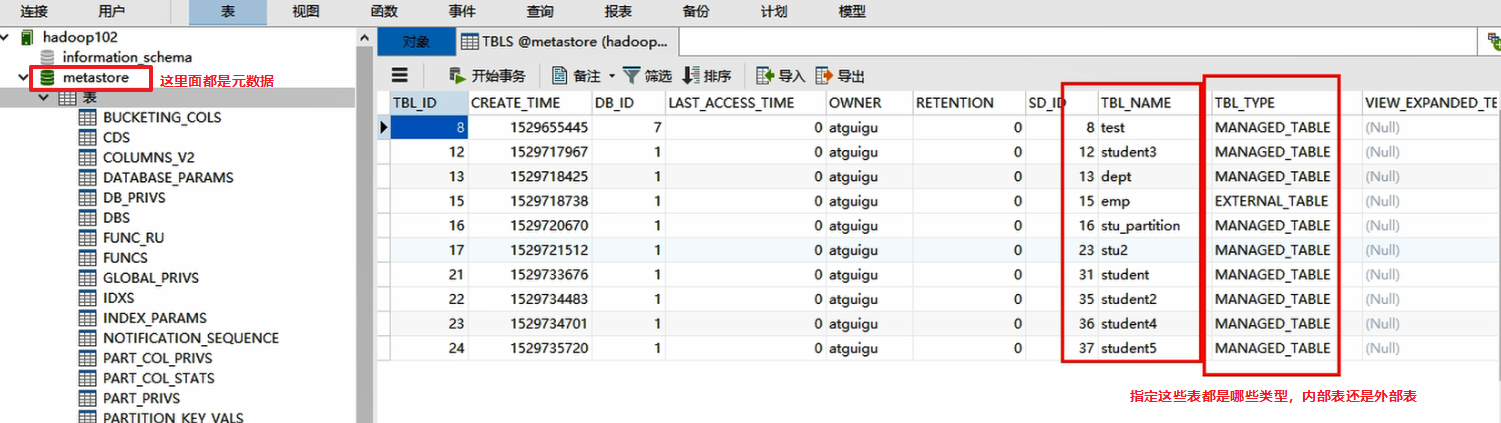 连接 用户 表 视图 函数 事件 查询 报表 备份 计划 模型
hadoop102
information_schema
metastore 这里面都是元数据
表
BUCKETING_COLS
CDS
COLUMNS_V2
DATABASE_PARAMS
DB_PRIVS
DBS
FUNC_RU
FUNCS
GLOBAL_PRIVS
IDXS
INDEX_PARAMS
NOTIFICATION_SEQUENCE
PART_COL_PRIVS
PART_COL_STATS
PART_PRIVS
PARTITION_KEY_VALS
对象 TBLS @metastore (hadoop...
开始事务 备注 筛选 排序 导入 导出
TBL_ID CREATE_TIME DB_ID LAST_ACCESS_TIME OWNER RETENTION SD_ID TBL_NAME TBL_TYPE VIEW_EXPANDED_TE
8 1529655445 7 0 atguigu 0 8 test MANAGED_TABLE (Null)
12 1529717967 1 0 atguigu 0 12 student3 MANAGED_TABLE (Null)
13 1529718425 1 0 atguigu 0 13 dept MANAGED_TABLE (Null)
15 1529718738 1 0 atguigu 0 15 emp EXTERNAL_TABLE (Null)
16 1529720670 1 0 atguigu 0 16 stu_partition MANAGED_TABLE (Null)
17 1529721512 1 0 atguigu 0 23 stu2 MANAGED_TABLE (Null)
21 1529733676 1 0 atguigu 0 31 student MANAGED_TABLE (Null)
22 1529734483 1 0 atguigu 0 35 student2 MANAGED_TABLE (Null)
23 1529734701 1 0 atguigu 0 36 student4 MANAGED_TABLE (Null)
24 1529735720 1 0 atguigu 0 37 student5 MANAGED_TABLE (Null)
指定这些表都是哪些类型，内部表还是外部表